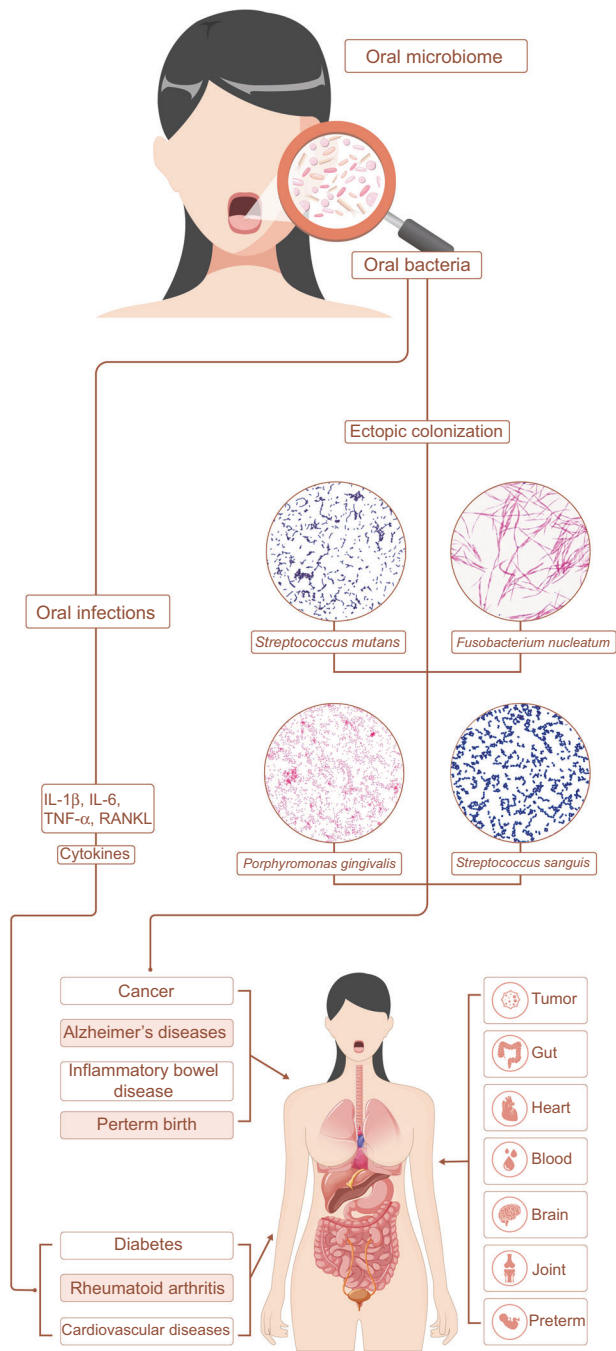 Oral microbiome
Oral bacteria
Ectopic colonization
Streptococcus mutans
Fusobacterium nucleatum
Oral infections
Porphyromonas gingivalis
Streptococcus sanguis
IL-1β, IL-6,
TNF-α, RANKL
Cytokines
Cancer
Alzheimer's diseases
Inflammatory bowel
disease
Perterm birth
Diabetes
Rheumatoid arthritis
Cardiovascular diseases
Tumor
Gut
Heart
Blood
Brain
Joint
Preterm